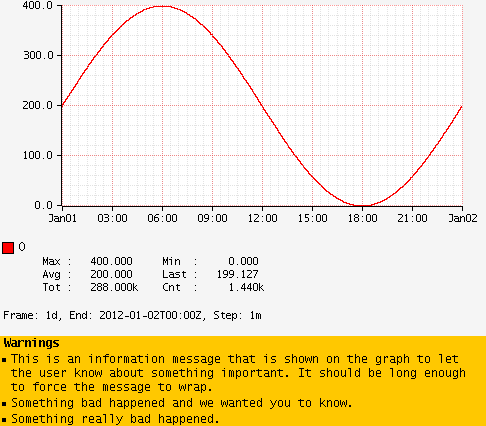 400.0
300.0
200.0
100.0
0.0
Jan01 03:00 06:00 09:00 12:00 15:00 18:00 21:00 Jan02
0
Max : 400.000 Min : 0.000
Avg : 200.000 Last : 199.127
Tot : 288.000k Cnt : 1.440k
Frame: 1d, End: 2012-01-02T00:00Z, Step: 1m
Warnings
▪ This is an information message that is shown on the graph to let
the user know about something important. It should be long enough
to force the message to wrap.
▪ Something bad happened and we wanted you to know.
▪ Something really bad happened.